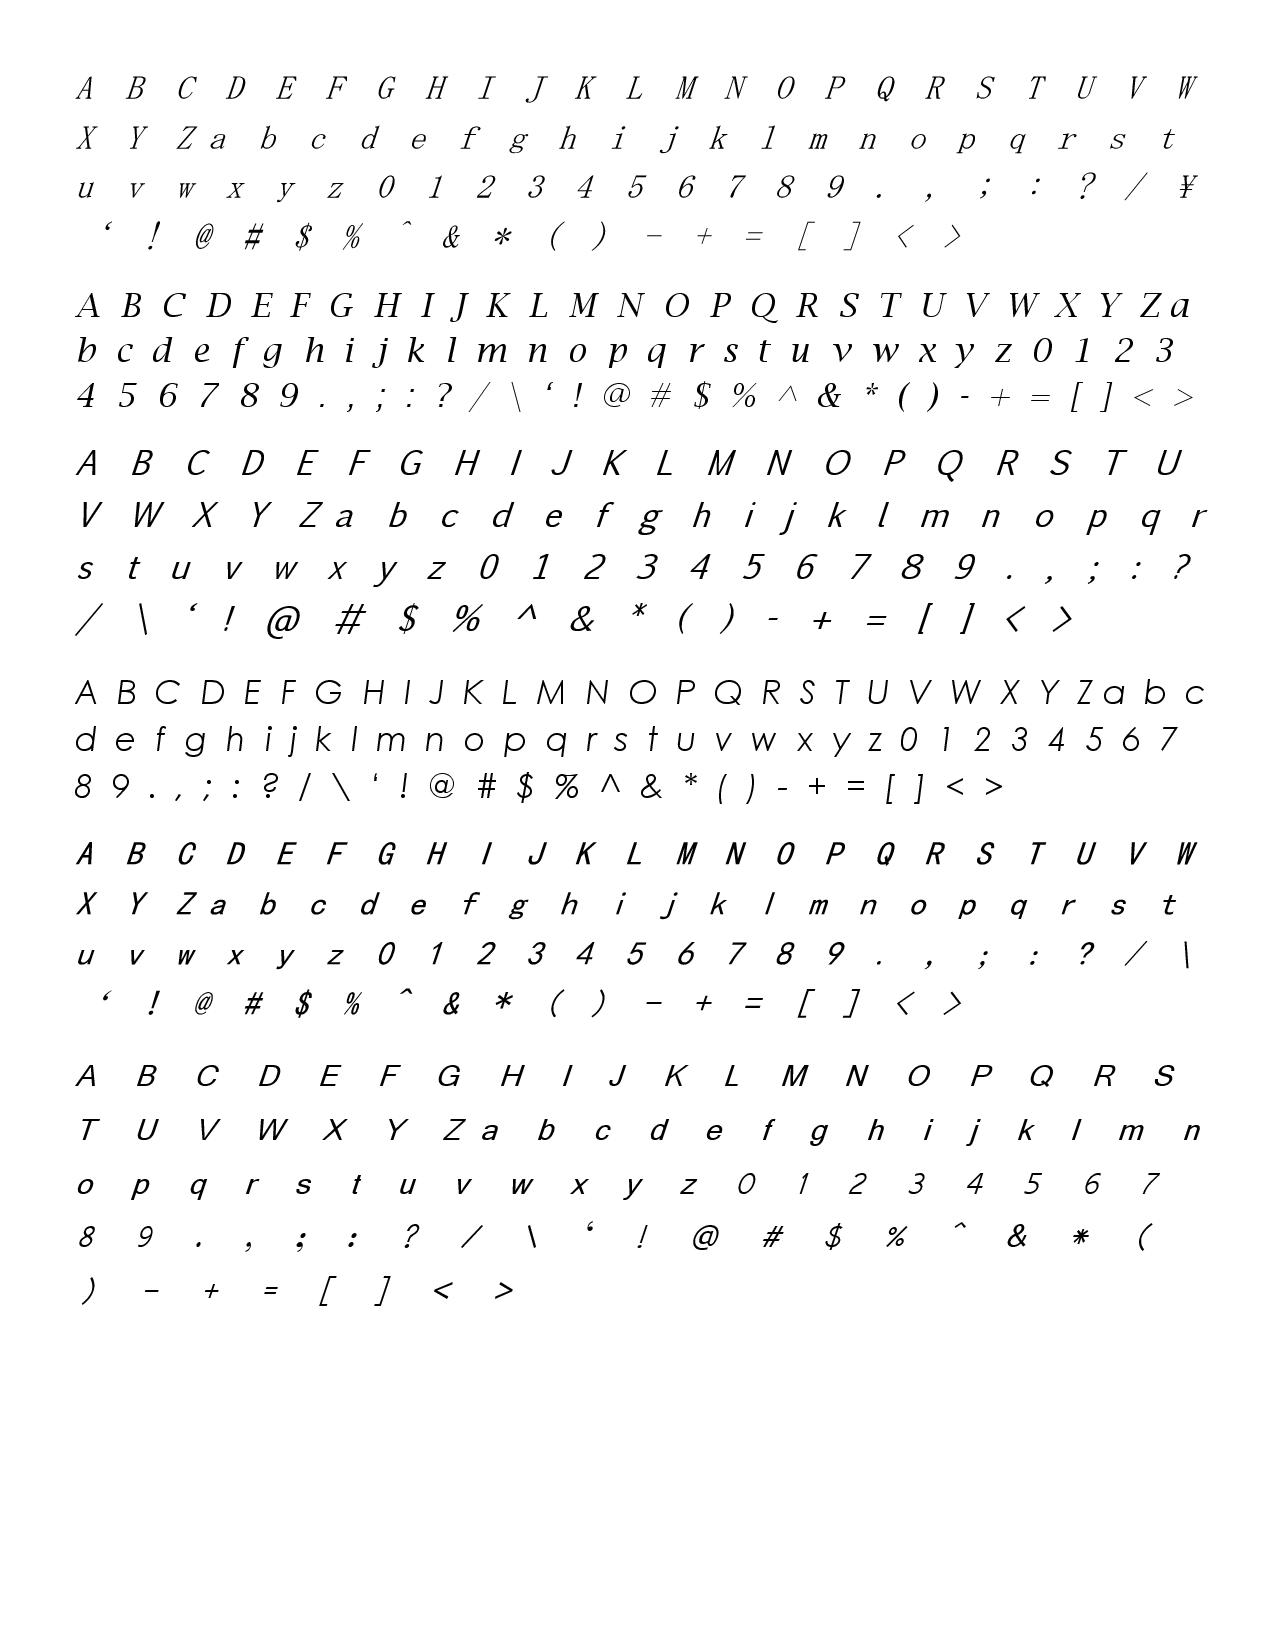 A B C D E F G H I J K L M N O P Q R S T U V W
X Y Z a b c d e f g h i j k l m n o p q r s t
u v w x y z 0 1 2 3 4 5 6 7 8 9 . , ; : ? / ¥
‘ ! @ # $ % ^ & * ( ) − + = [ ] < >
A B C D E F G H I J K L M N O P Q R S T U V W X Y Z a
b c d e f g h i j k l m n o p q r s t u v w x y z 0 1 2 3
4 5 6 7 8 9 . , ; : ? / \ ‘ ! @ # $ % ^ & * ( ) - + = [ ] < >
A B C D E F G H I J K L M N O P Q R S T U
V W X Y Z a b c d e f g h i j k l m n o p q r
s t u v w x y z 0 1 2 3 4 5 6 7 8 9 . , ; : ?
/ \ ‘ ! @ # $ % ^ & * ( ) - + = [ ] < >
A B C D E F G H I J K L M N O P Q R S T U V W X Y Z a b c
d e f g h i j k l m n o p q r s t u v w x y z 0 1 2 3 4 5 6 7
8 9 . , ; : ? / \ ‘ ! @ # $ % ^ & * ( ) - + = [ ] < >
A B C D E F G H I J K L M N O P Q R S T U V W
X Y Z a b c d e f g h i j k l m n o p q r s t
u v w x y z 0 1 2 3 4 5 6 7 8 9 . , ; : ? / \
‘ ! @ # $ % ^ & * ( ) − + = [ ] < >
A B C D E F G H I J K L M N O P Q R S
T U V W X Y Z a b c d e f g h i j k l m n
o p q r s t u v w x y z 0 1 2 3 4 5 6 7
8 9 . , ; : ? / \ ‘ ! @ # $ % ^ & * (
) − + = [ ] < >